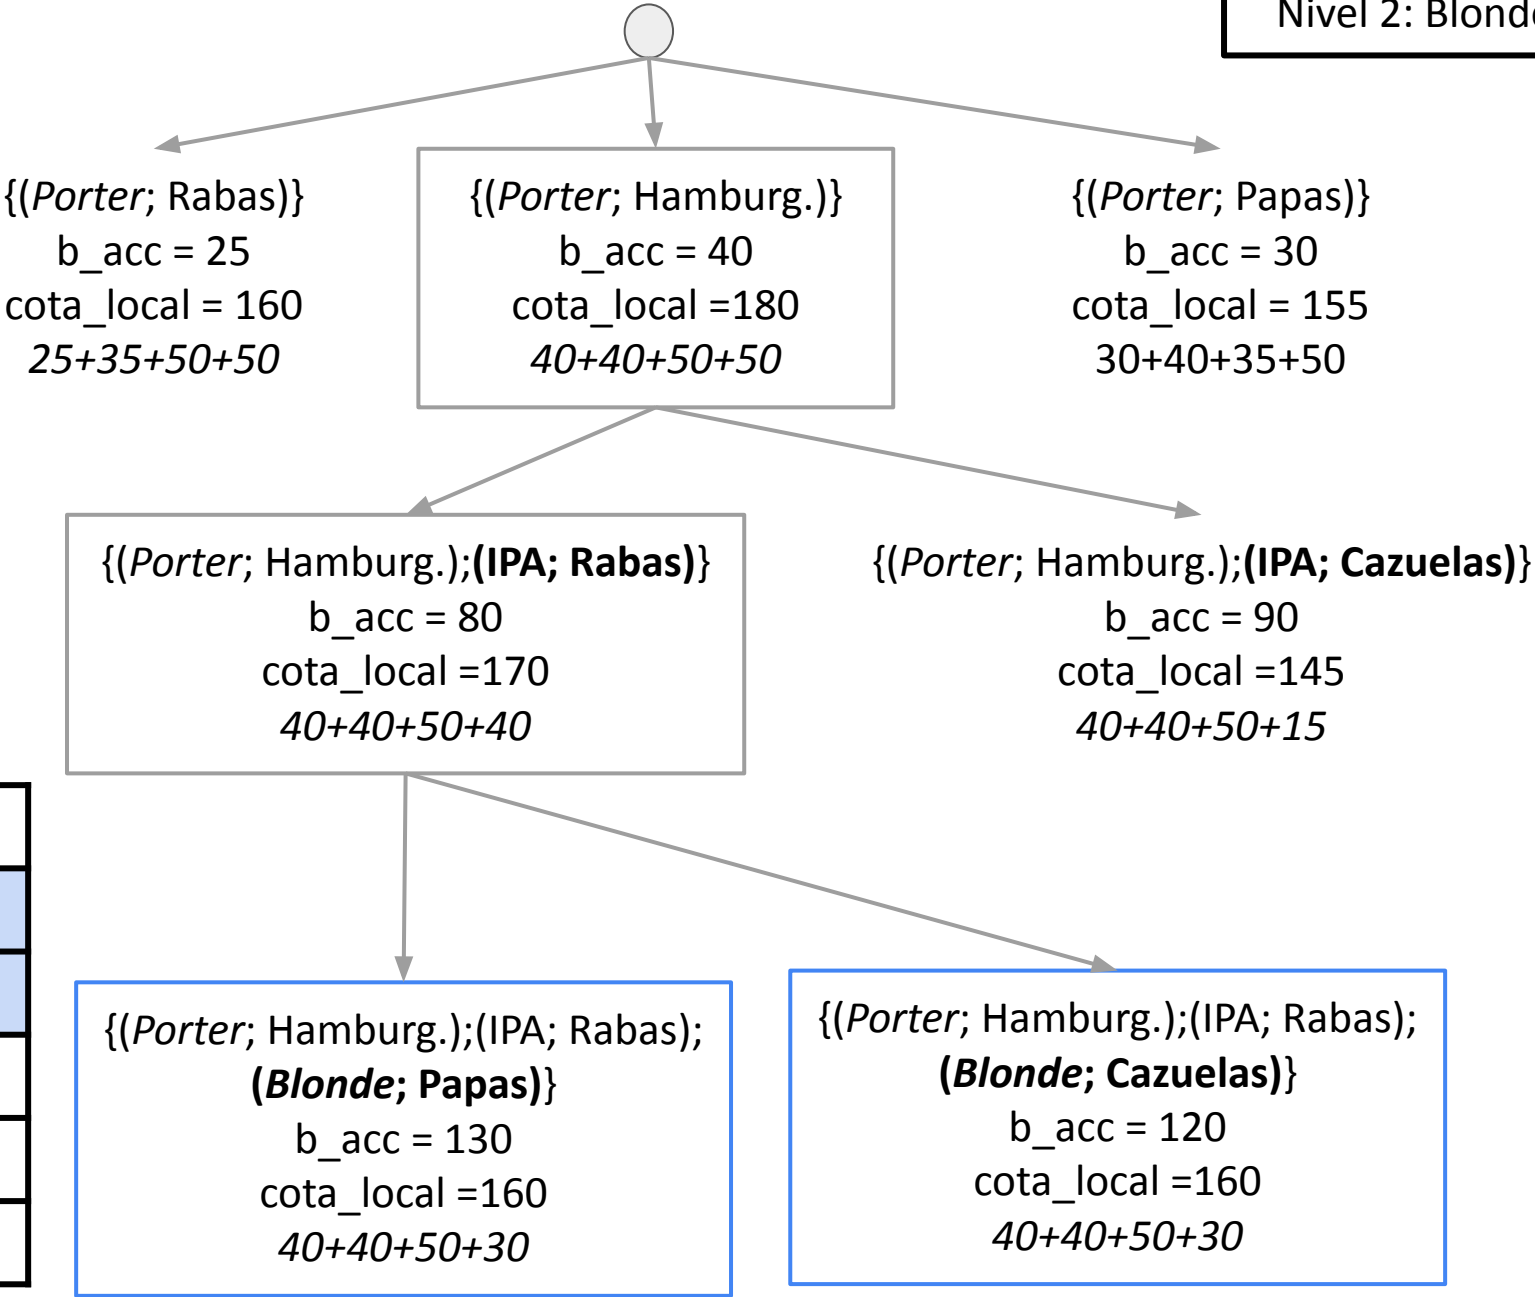 Nivel 2: Blonde
{(Porter; Rabas)}
b_acc = 25
cota_local = 160
25+35+50+50
{(Porter; Hamburg.)}
b_acc = 40
cota_local =180
40+40+50+50
{(Porter; Papas)}
b_acc = 30
cota_local = 155
30+40+35+50
{(Porter; Hamburg.);(IPA; Rabas)}
b_acc = 80
cota_local =170
40+40+50+40
{(Porter; Hamburg.);(IPA; Cazuelas)}
b_acc = 90
cota_local =145
40+40+50+15
{(Porter; Hamburg.);(IPA; Rabas);
(Blonde; Papas)}
b_acc = 130
cota_local =160
40+40+50+30
{(Porter; Hamburg.);(IPA; Rabas);
(Blonde; Cazuelas)}
b_acc = 120
cota_local =160
40+40+50+30